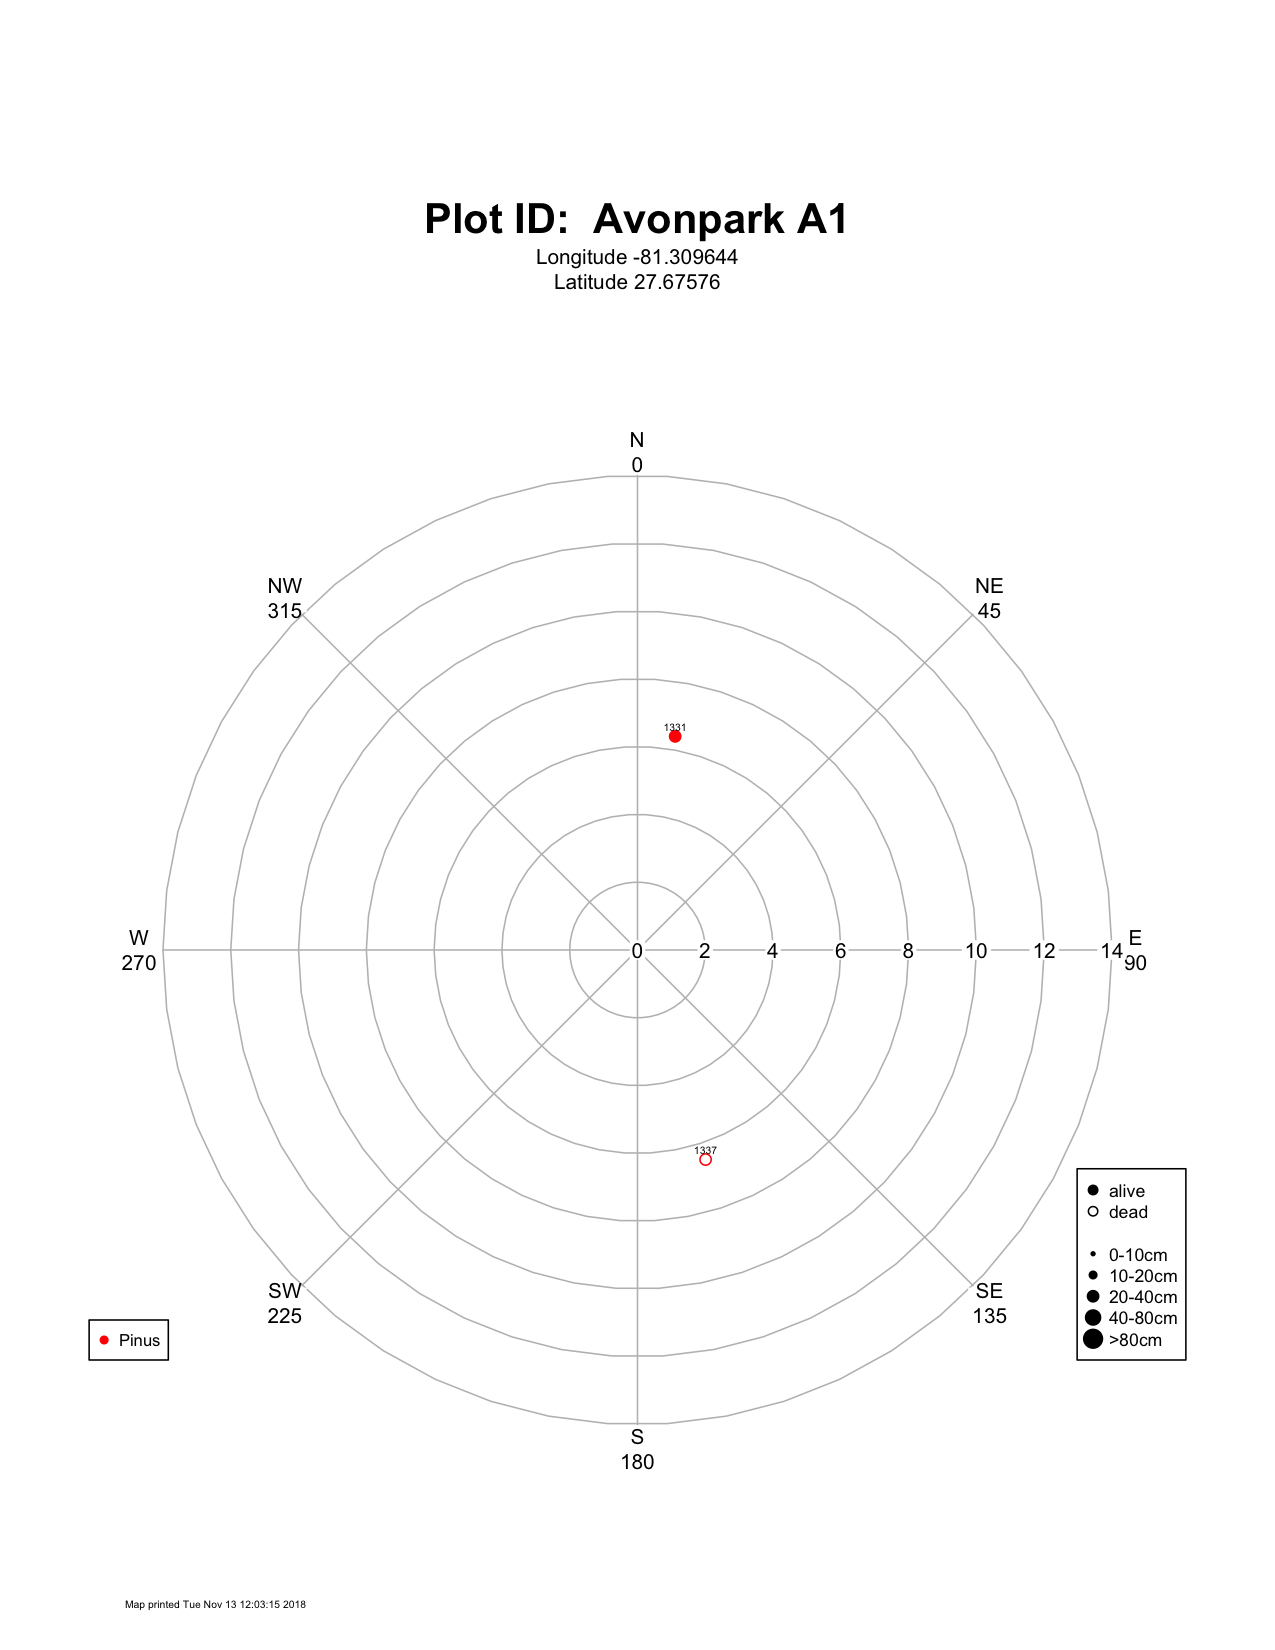 Plot ID:  Avonpark A1
Longitude -81.309644
Latitude 27.67576
N
0
NW
315
NE
45
1331
W
270
0 2 4 6 8 10 12 14
E
90
1337
alive
dead
0-10cm
10-20cm
20-40cm
40-80cm
>80cm
SW
225
SE
135
Pinus
S
180
Map printed Tue Nov 13 12:03:15 2018